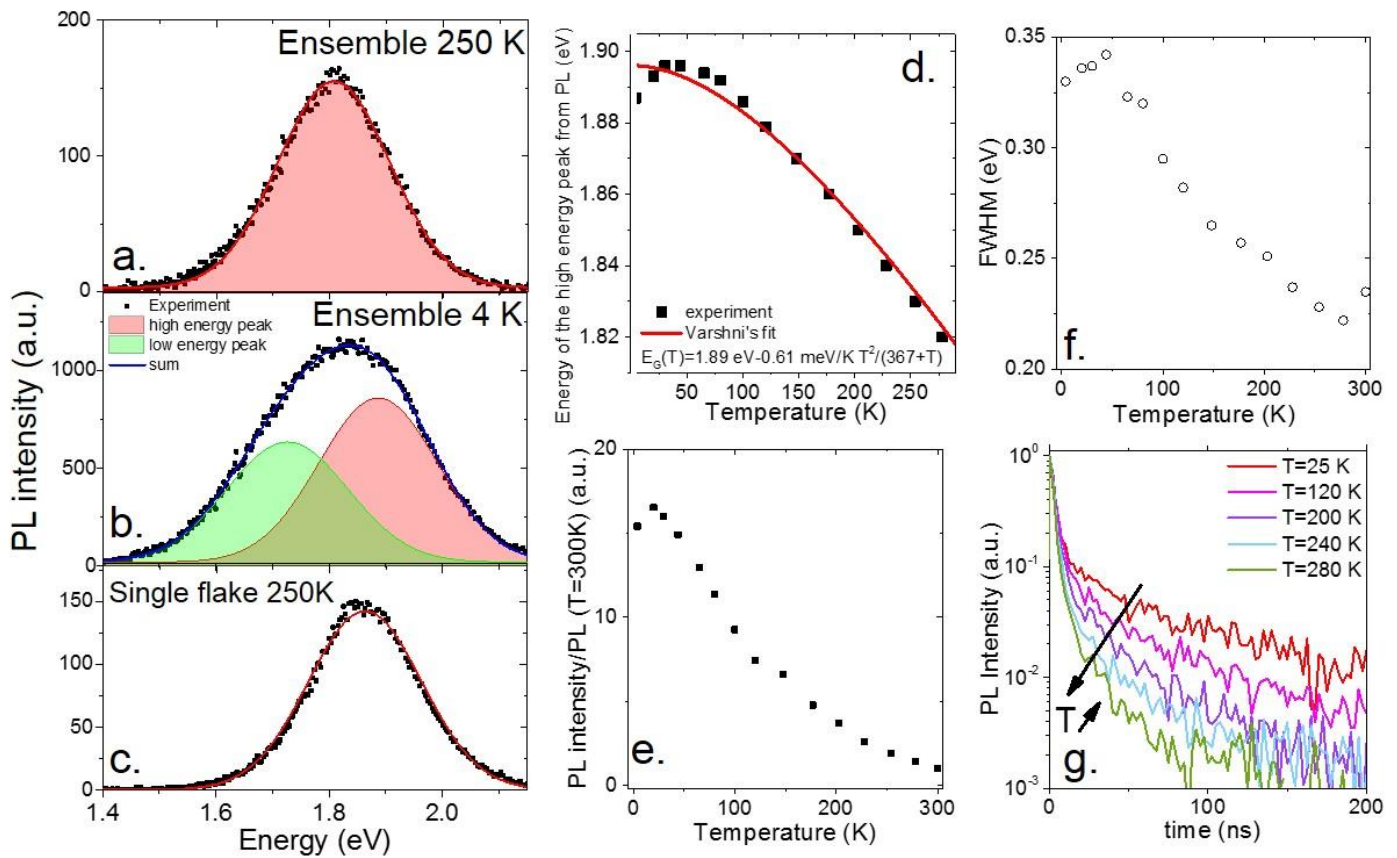 PL intensity (a.u.)
200
100
0
Ensemble 250 K
a.
1000
500
0
Experiment
high energy peak
low energy peak
sum
Ensemble 4 K
b.
150
100
50
0
Single flake 250K
c.
1.4 1.6 1.8 2.0
Energy (eV)
Energy of the high energy peak from PL (eV)
1.90
1.88
1.86
1.84
1.82
d.
experiment
Varshni's fit
E_G(T)=1.89 eV-0.61 meV/K T²/(367+T)
50 100 150 200 250
Temperature (K)
PL intensity/PL (T=300K) (a.u.)
20
10
0
e.
0 100 200 300
Temperature (K)
FWHM (eV)
0.35
0.30
0.25
0.20
f.
0 100 200 300
Temperature (K)
PL Intensity (a.u.)
10⁰
10⁻¹
10⁻²
10⁻³
T=25 K
T=120 K
T=200 K
T=240 K
T=280 K
T
g.
0 100 200
time (ns)